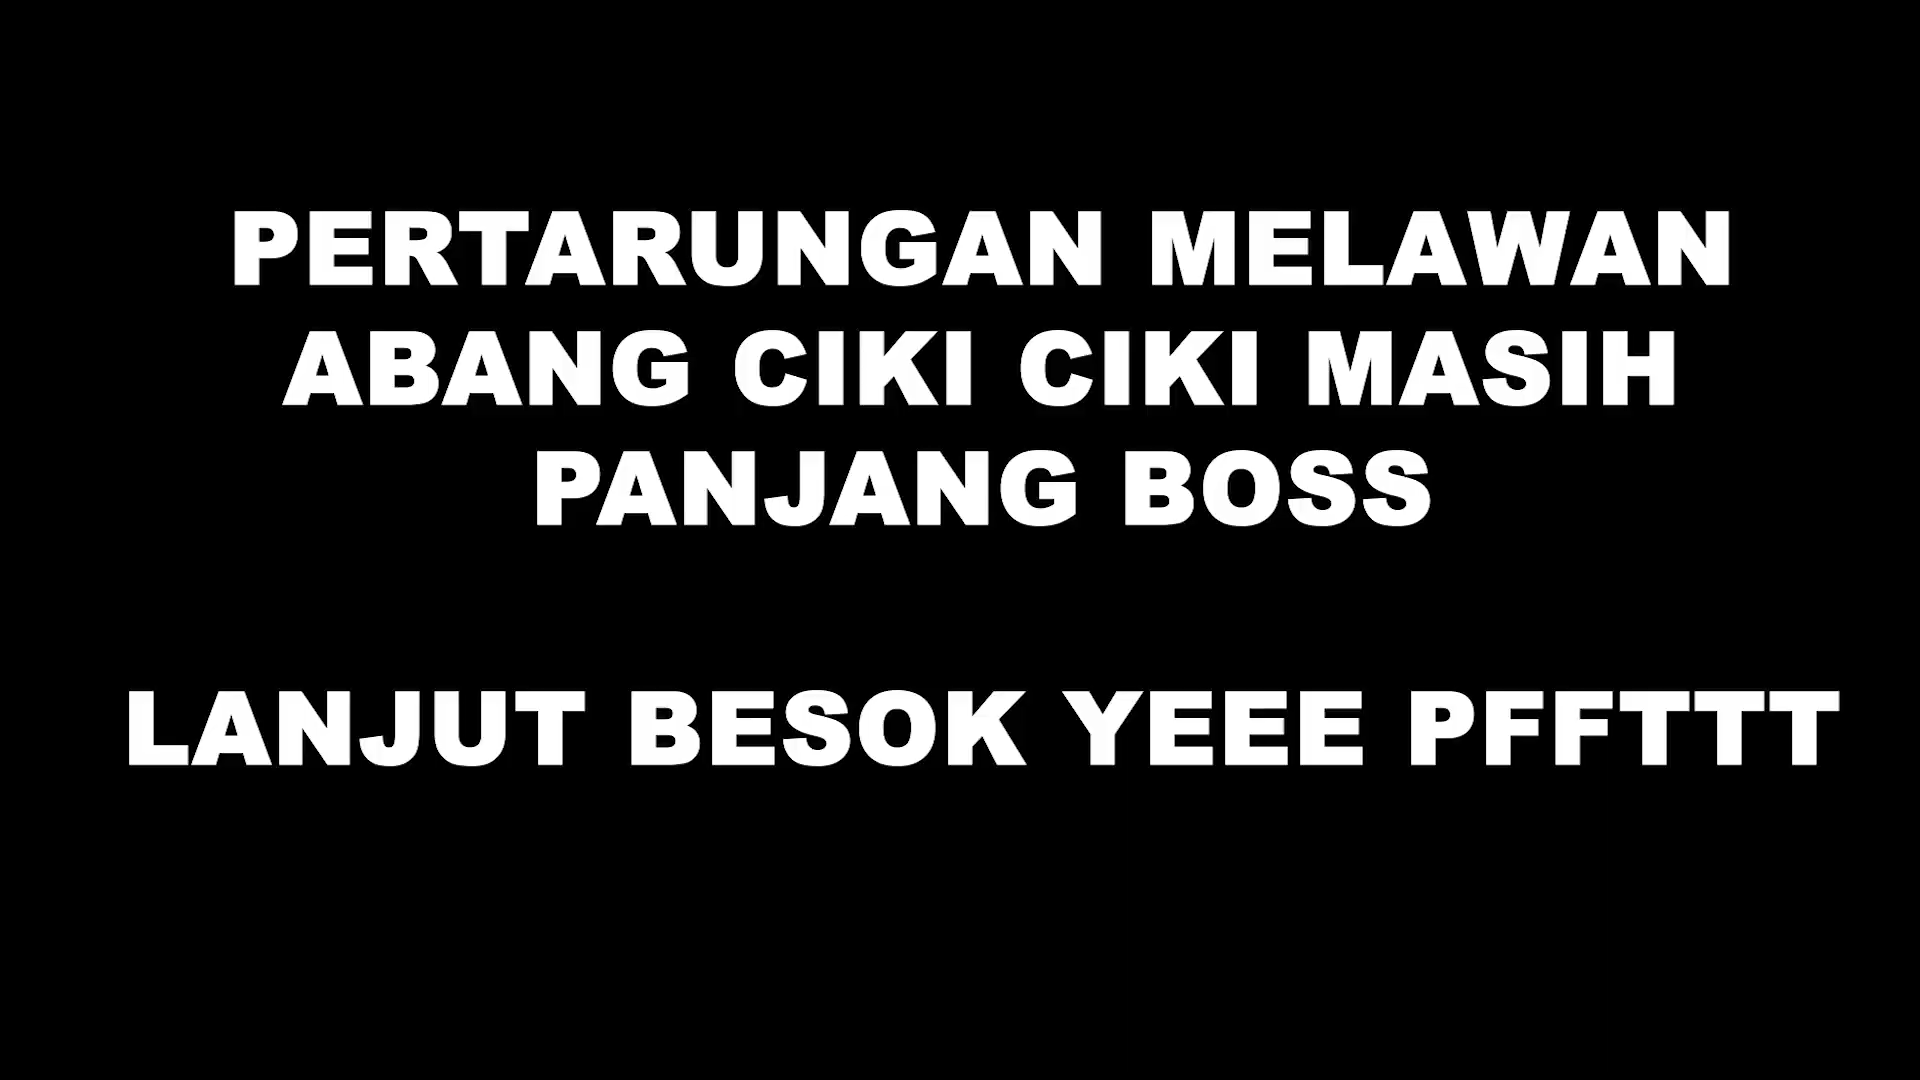 PERTARUNGAN MELAWAN
ABANG CIKI CIKI MASIH
PANJANG BOSS
LANJUT BESOK YEEE PFFTTT